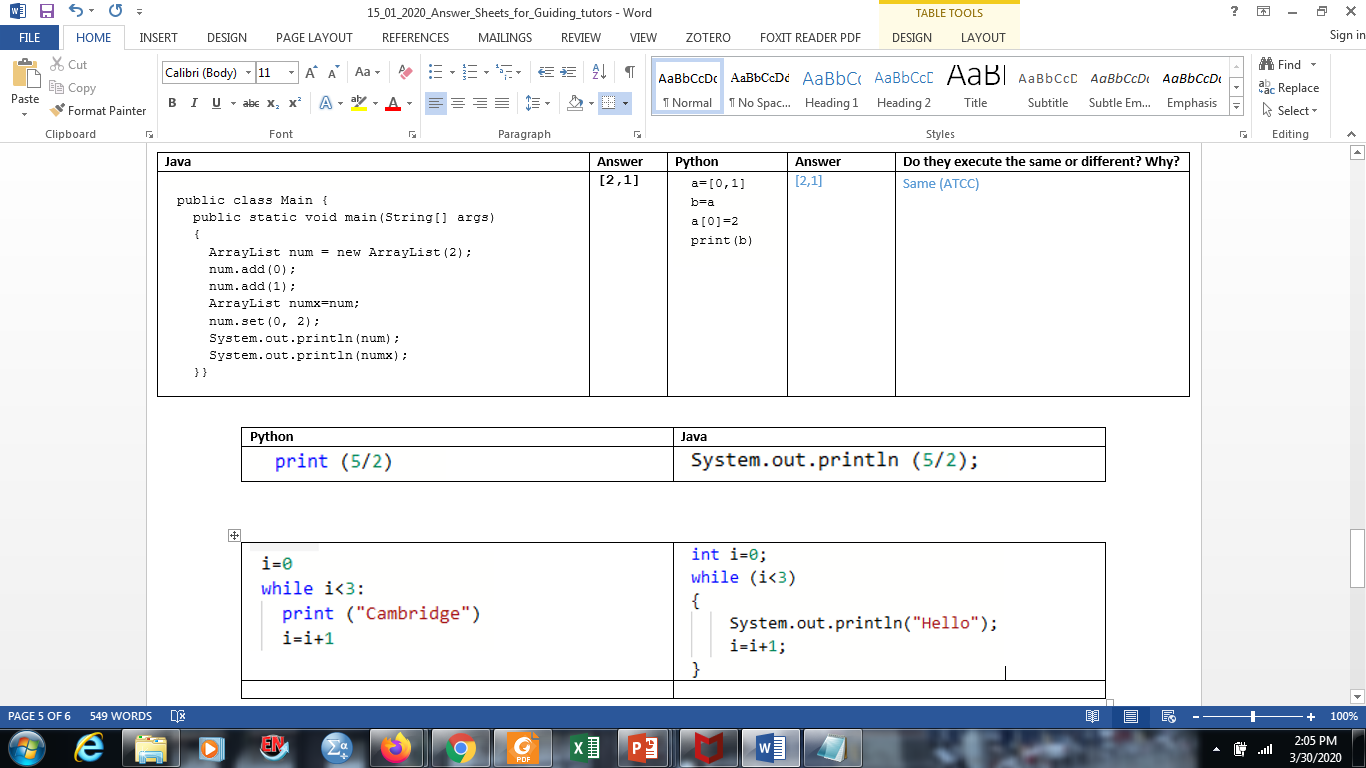 15_01_2020_Answer_Sheets_for_Guiding_tutors - Word
TABLE TOOLS
FILE HOME INSERT DESIGN PAGE LAYOUT REFERENCES MAILINGS REVIEW VIEW ZOTERO FOXIT READER PDF DESIGN LAYOUT Sign in
Cut
Copy
Format Painter
Paste
Clipboard
Calibri (Body) 11
Font
Paragraph
AaBbCcDc AaBbCcDd AaBbCc AaBbCcD AaBl AaBbCcD AaBbCcDc AaBbCcDc
¶ Normal ¶ No Spac... Heading 1 Heading 2 Title Subtitle Subtle Em... Emphasis
Styles
Find
Replace
Select
Editing
Java Answer Python Answer Do they execute the same or different? Why?
public class Main {
public static void main(String[] args)
{
ArrayList num = new ArrayList(2);
num.add(0);
num.add(1);
ArrayList numx=num;
num.set(0, 2);
System.out.println(num);
System.out.println(numx);
}}
[2,1]
a=[0,1]
b=a
a[0]=2
print(b)
[2,1]
Same (ATCC)
Python Java
print (5/2) System.out.println (5/2);
i=0
while i<3:
print ("Cambridge")
i=i+1
int i=0;
while (i<3)
{
System.out.println("Hello");
i=i+1;
}
PAGE 5 OF 6 549 WORDS 100%
2:05 PM
3/30/2020